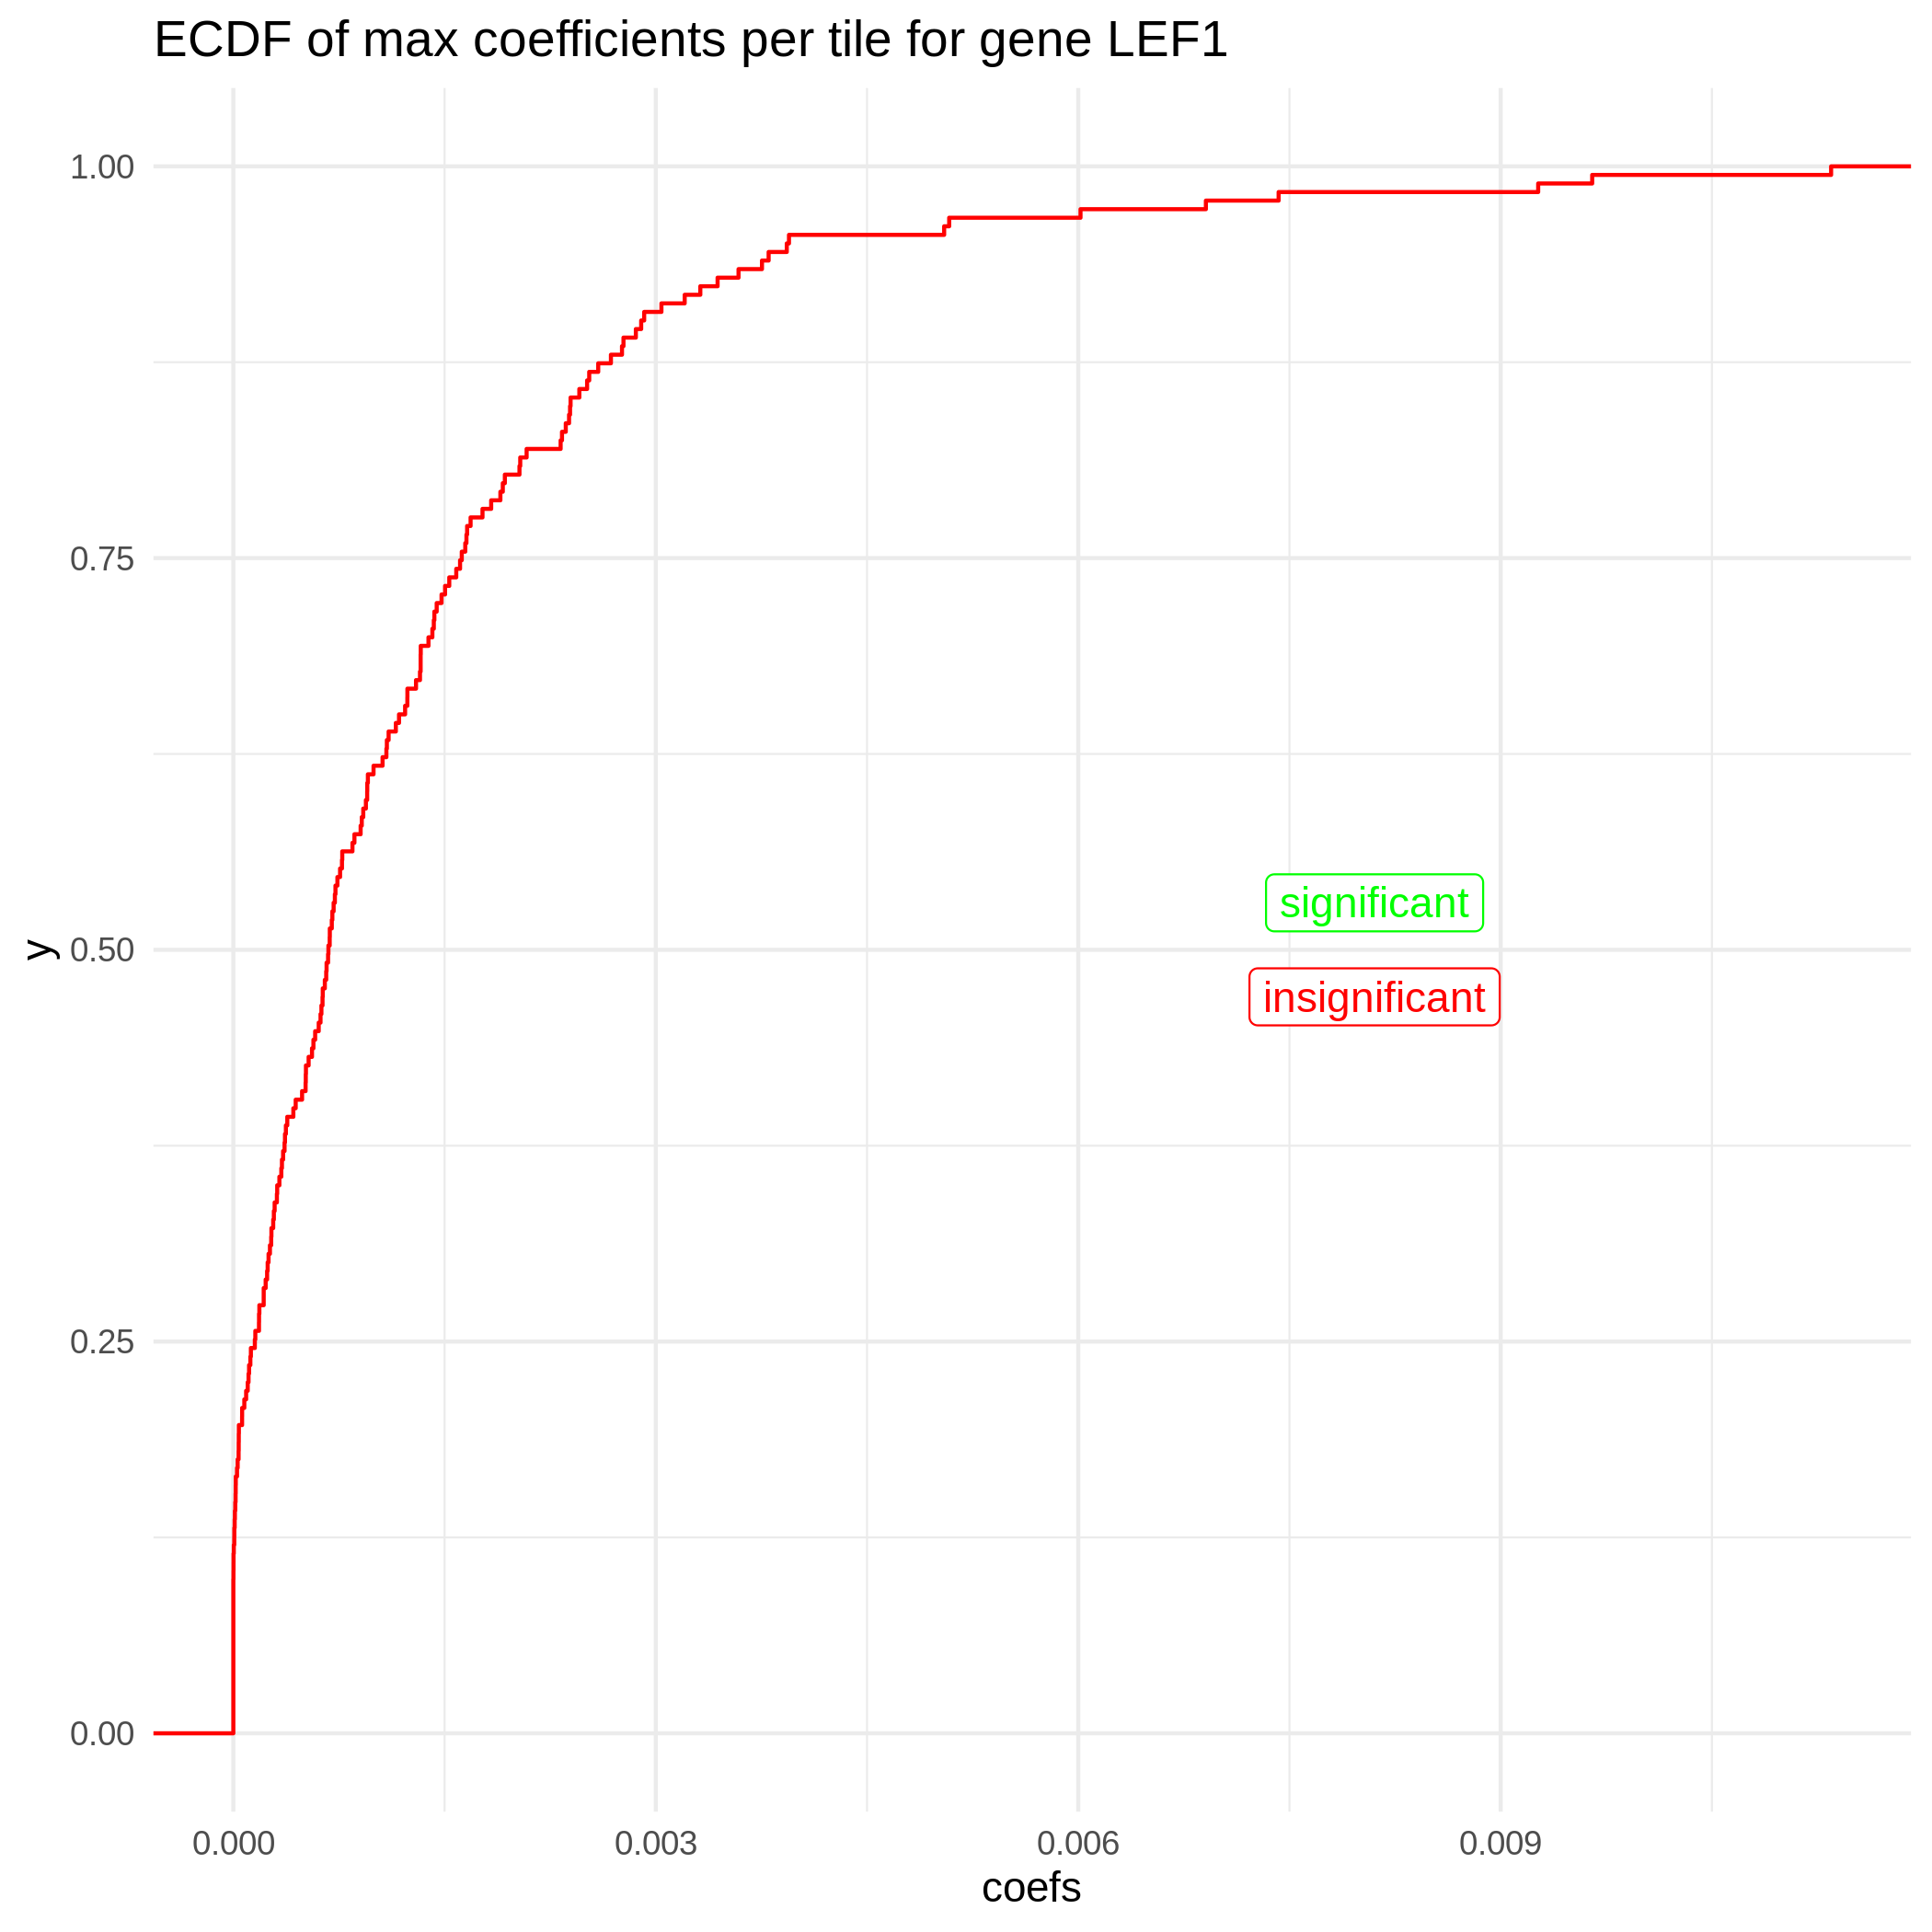 ECDF of max coefficients per tile for gene LEF1
1.00
0.75
0.50
0.25
0.00
y
significant
insignificant
0.000 0.003 0.006 0.009
coefs